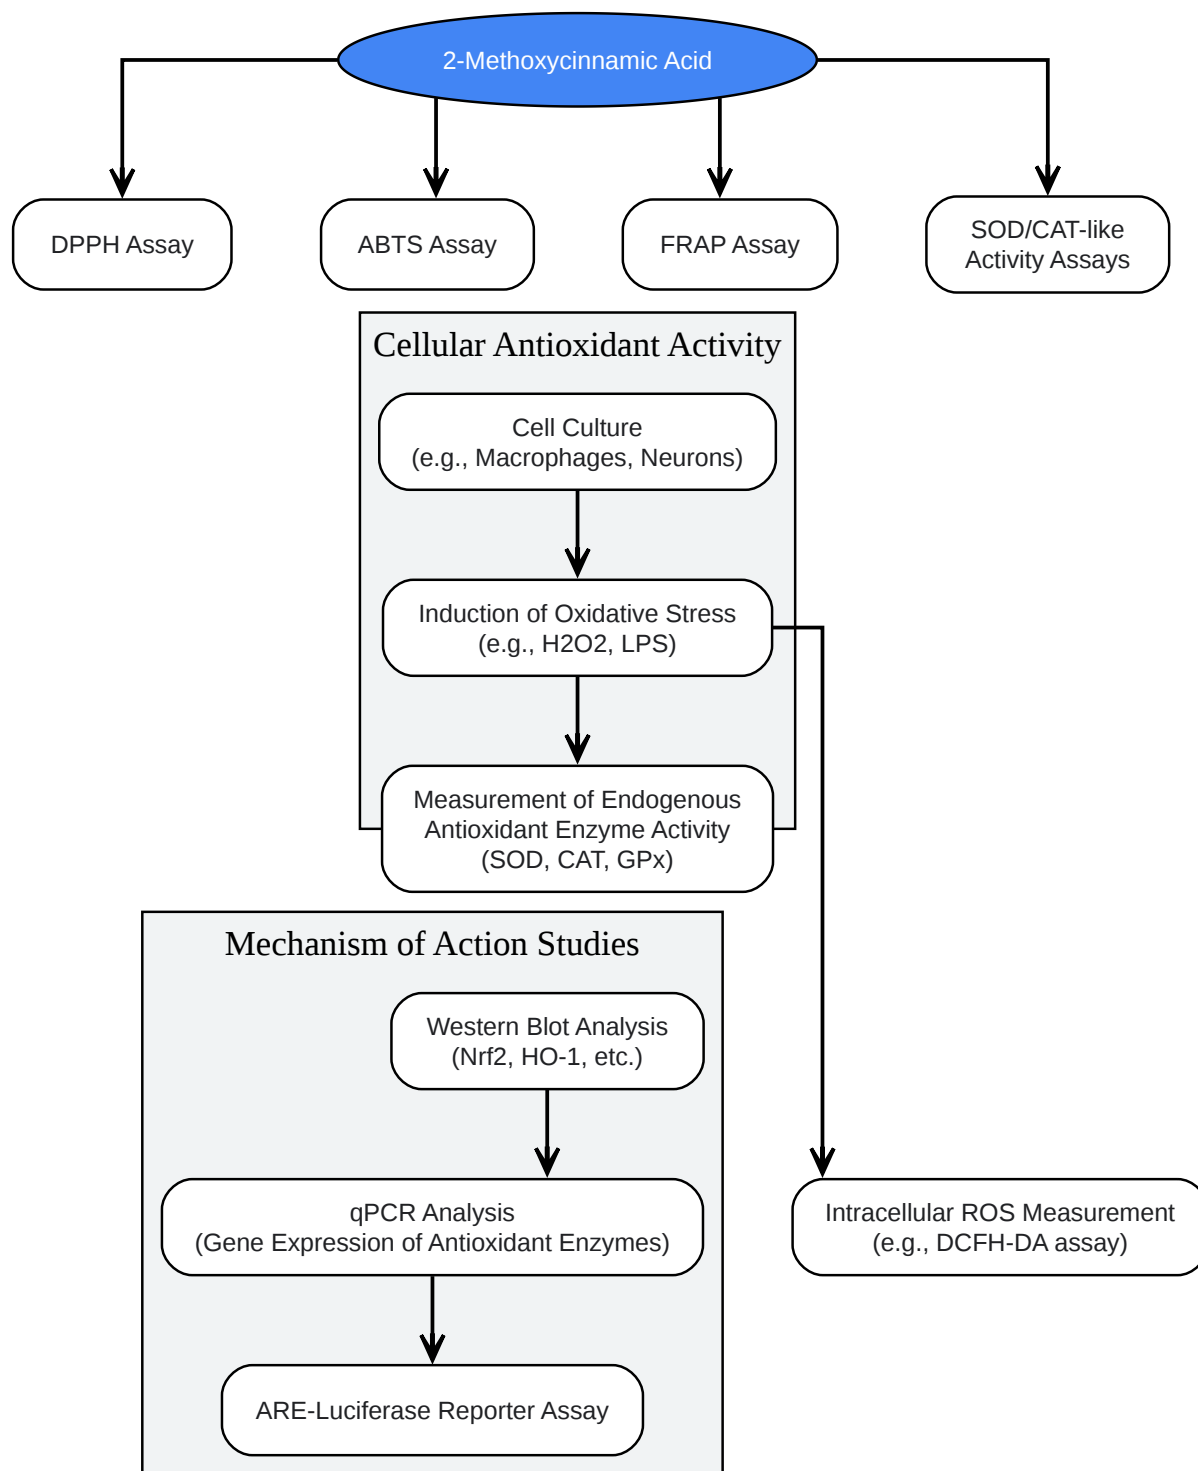 2-Methoxycinnamic Acid
DPPH Assay
ABTS Assay
FRAP Assay
SOD/CAT-like
Activity Assays
Cellular Antioxidant Activity
Cell Culture
(e.g., Macrophages, Neurons)
Induction of Oxidative Stress
(e.g., H2O2, LPS)
Measurement of Endogenous
Antioxidant Enzyme Activity
(SOD, CAT, GPx)
Mechanism of Action Studies
Western Blot Analysis
(Nrf2, HO-1, etc.)
qPCR Analysis
(Gene Expression of Antioxidant Enzymes)
Intracellular ROS Measurement
(e.g., DCFH-DA assay)
ARE-Luciferase Reporter Assay